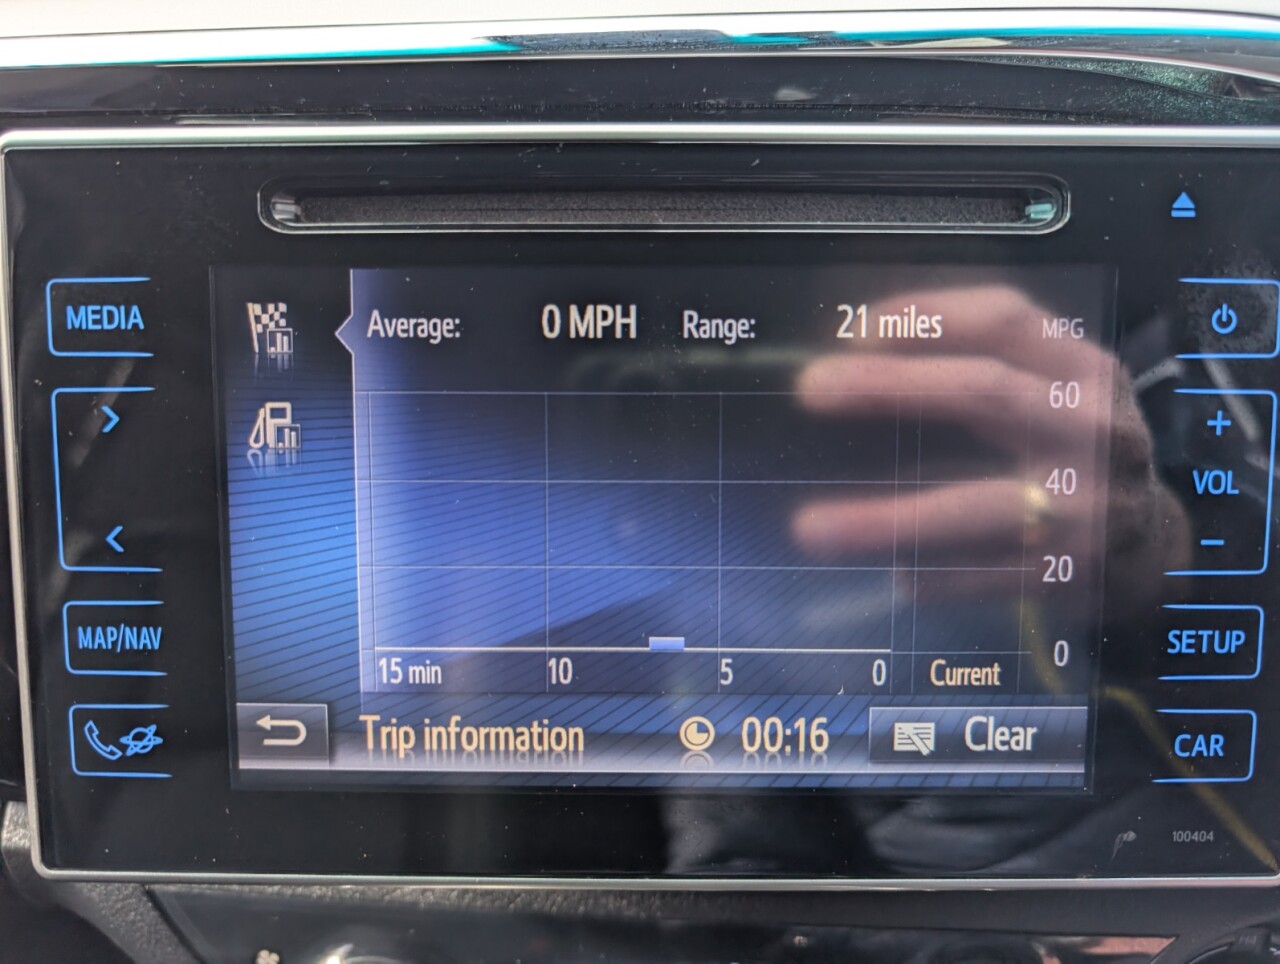 MEDIA
MAP/NAV
Average: 0 MPH Range: 21 miles MPG
60
40
20
0
15 min 10 5 0 Current
Trip information 00:16 Clear
+
VOL
-
SETUP
CAR
100404